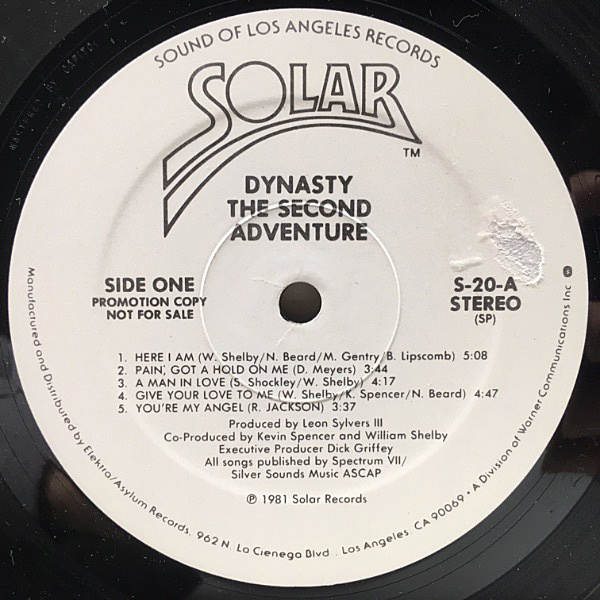 SOUND OF LOS ANGELES RECORDS
SOLAR
TM
DYNASTY
THE SECOND
ADVENTURE
SIDE ONE
PROMOTION COPY
NOT FOR SALE
S-20-A
STEREO
(SP)
1. HERE I AM (W. Shelby/N. Beard/M. Gentry/B. Lipscomb) 5:08
2. PAIN, GOT A HOLD ON ME (D. Meyers) 3:44
3. A MAN IN LOVE (S. Shockley/W. Shelby) 4:17
4. GIVE YOUR LOVE TO ME (W. Shelby/K. Spencer/N. Beard) 4:47
5. YOU'RE MY ANGEL (R. JACKSON) 3:37
Produced by Leon Sylvers III
Co-Produced by Kevin Spencer and William Shelby
Executive Producer Dick Griffey
All songs published by Spectrum VII/
Silver Sounds Music ASCAP
℗ 1981 Solar Records
Manufactured and Distributed by Elektra/Asylum Records, 962 N. La Cienega Blvd. Los Angeles, CA 90069 • A Division of Warner Communications Inc
MASTERED BY CAPITOL